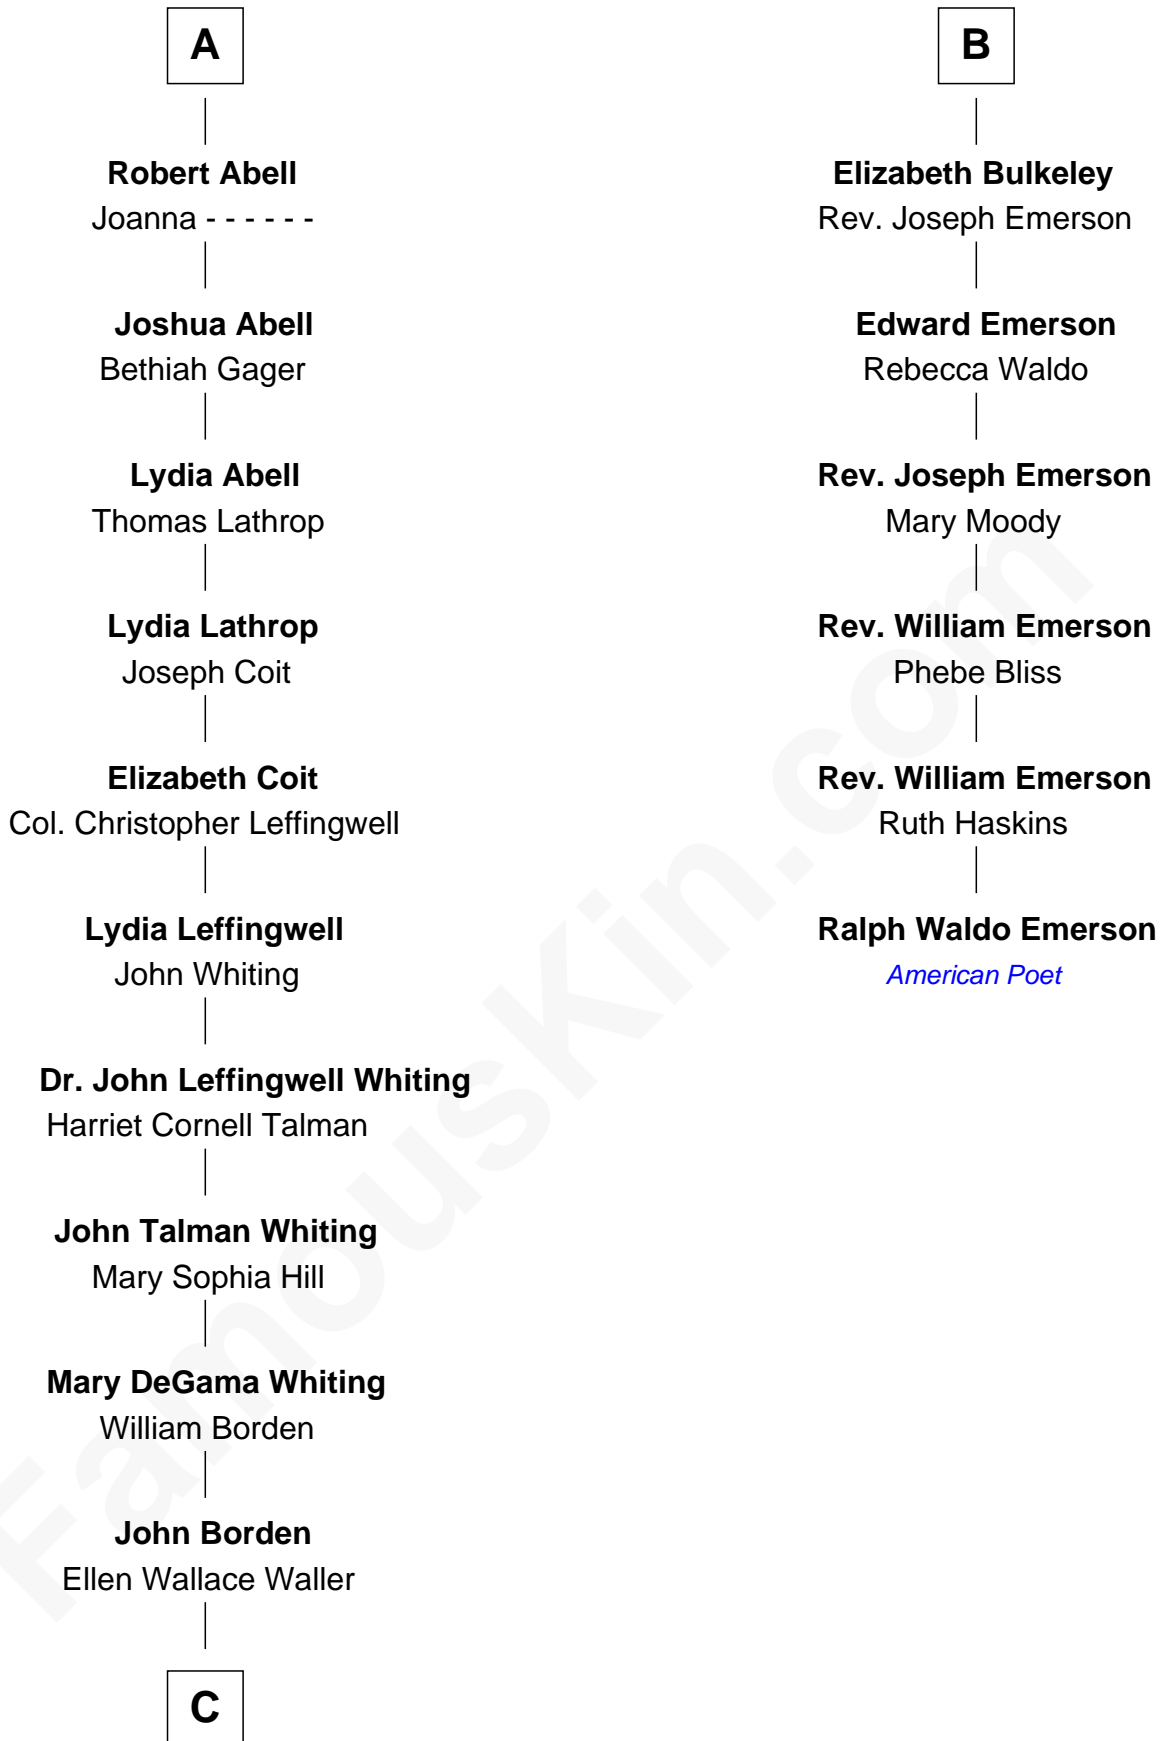 A
Robert Abell
Joanna - - - - - -
Joshua Abell
Bethiah Gager
Lydia Abell
Thomas Lathrop
Lydia Lathrop
Joseph Coit
Elizabeth Coit
Col. Christopher Leffingwell
Lydia Leffingwell
John Whiting
Dr. John Leffingwell Whiting
Harriet Cornell Talman
John Talman Whiting
Mary Sophia Hill
Mary DeGama Whiting
William Borden
John Borden
Ellen Wallace Waller
C
B
Elizabeth Bulkeley
Rev. Joseph Emerson
Edward Emerson
Rebecca Waldo
Rev. Joseph Emerson
Mary Moody
Rev. William Emerson
Phebe Bliss
Rev. William Emerson
Ruth Haskins
Ralph Waldo Emerson
American Poet
FamousKin.com